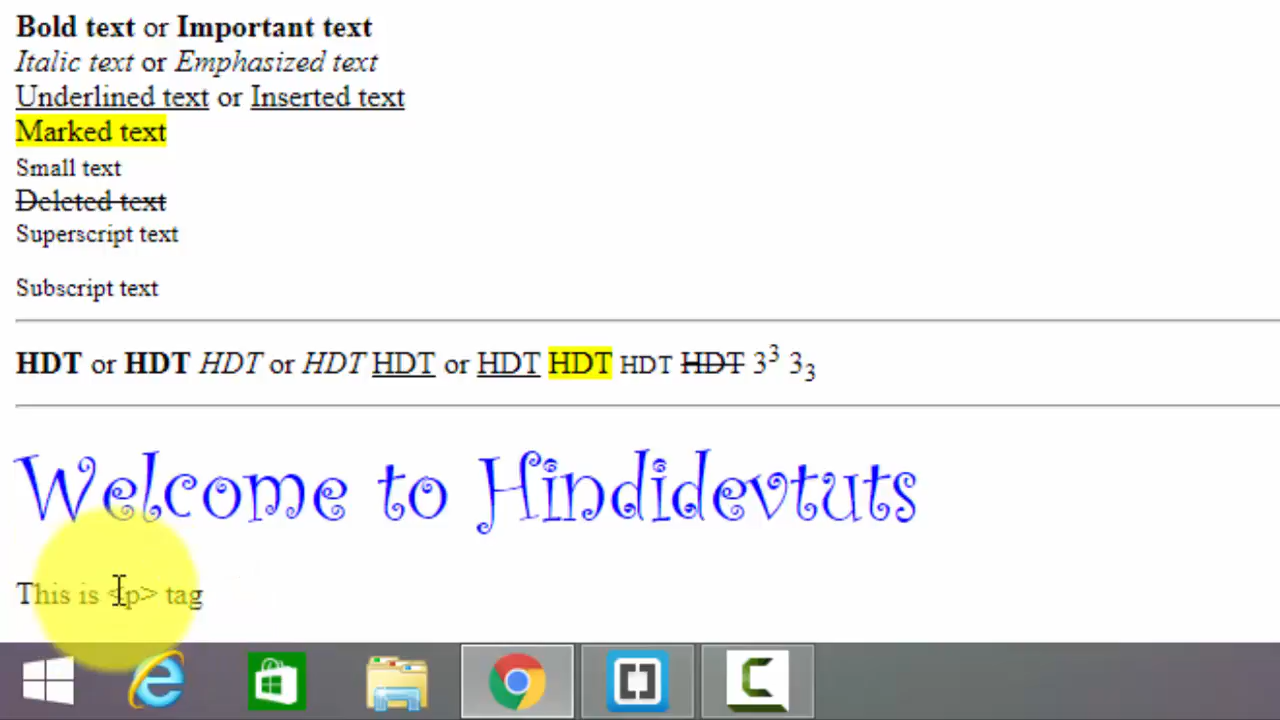 Bold text or Important text
Italic text or Emphasized text
Underlined text or Inserted text
Marked text
Small text
Deleted text
Superscript text
Subscript text
HDT or HDT HDT or HDT HDT or HDT HDT HDT HDT 3³ 3₃
Welcome to Hindidevtuts
This is <p> tag